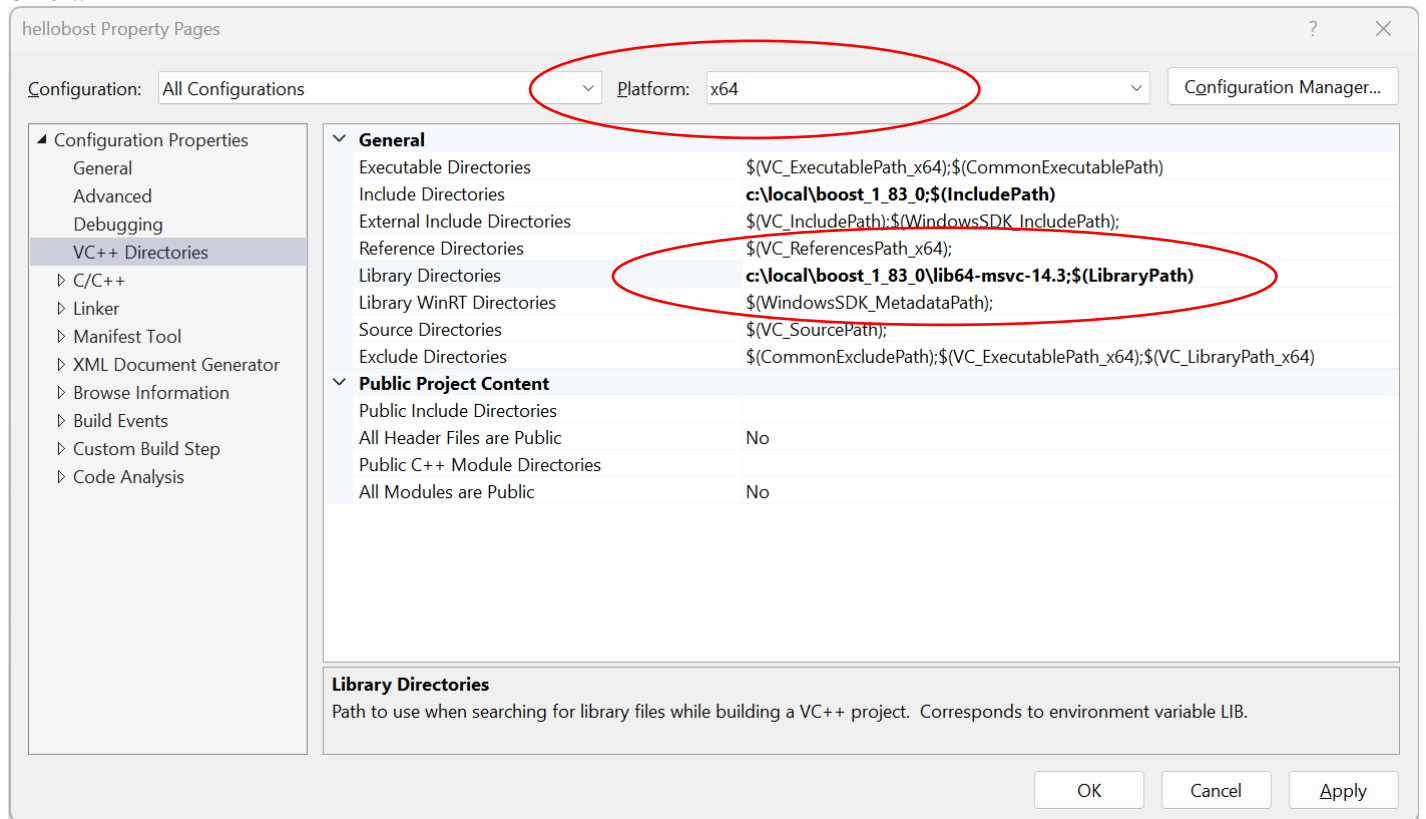 hellobost Property Pages
Configuration: All Configurations Platform: x64 Configuration Manager...
Configuration Properties
General
Advanced
Debugging
VC++ Directories
C/C++
Linker
Manifest Tool
XML Document Generator
Browse Information
Build Events
Custom Build Step
Code Analysis
General
Executable Directories $(VC_ExecutablePath_x64);$(CommonExecutablePath)
Include Directories c:\local\boost_1_83_0;$(IncludePath)
External Include Directories $(VC_IncludePath);$(WindowsSDK_IncludePath);
Reference Directories $(VC_ReferencesPath_x64);
Library Directories c:\local\boost_1_83_0\lib64-msvc-14.3;$(LibraryPath)
Library WinRT Directories $(WindowsSDK_MetadataPath);
Source Directories $(VC_SourcePath);
Exclude Directories $(CommonExcludePath);$(VC_ExecutablePath_x64);$(VC_LibraryPath_x64)
Public Project Content
Public Include Directories
All Header Files are Public No
Public C++ Module Directories
All Modules are Public No
Library Directories
Path to use when searching for library files while building a VC++ project. Corresponds to environment variable LIB.
OK Cancel Apply